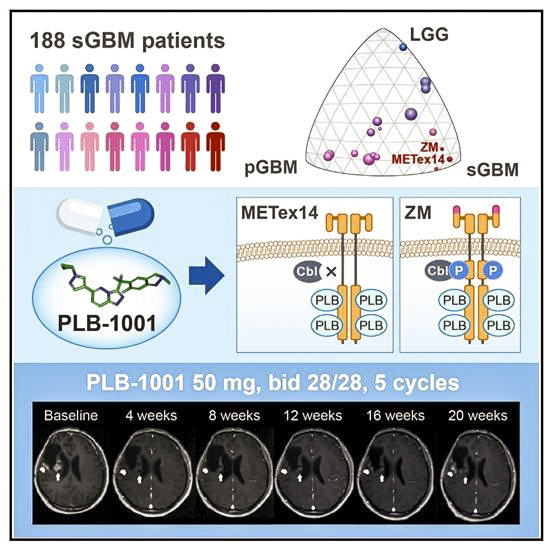 188 sGBM patients
LGG
ZM
METex14
pGBM
sGBM
PLB-1001
METex14
Cbl ×
PLB PLB
PLB PLB
ZM
Cbl P P
PLB PLB
PLB PLB
PLB-1001 50 mg, bid 28/28, 5 cycles
Baseline 4 weeks 8 weeks 12 weeks 16 weeks 20 weeks